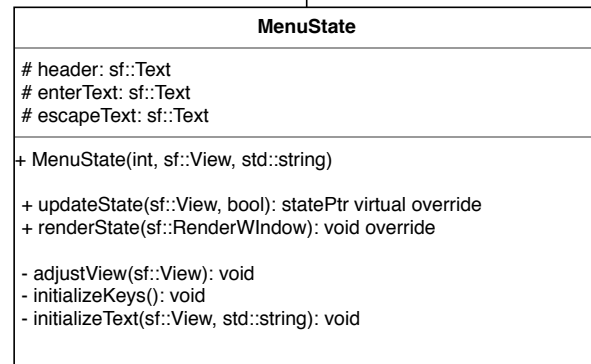 MenuState
# header: sf::Text
# enterText: sf::Text
# escapeText: sf::Text
+ MenuState(int, sf::View, std::string)
+ updateState(sf::View, bool): statePtr virtual override
+ renderState(sf::RenderWIndow): void override
- adjustView(sf::View): void
- initializeKeys(): void
- initializeText(sf::View, std::string): void